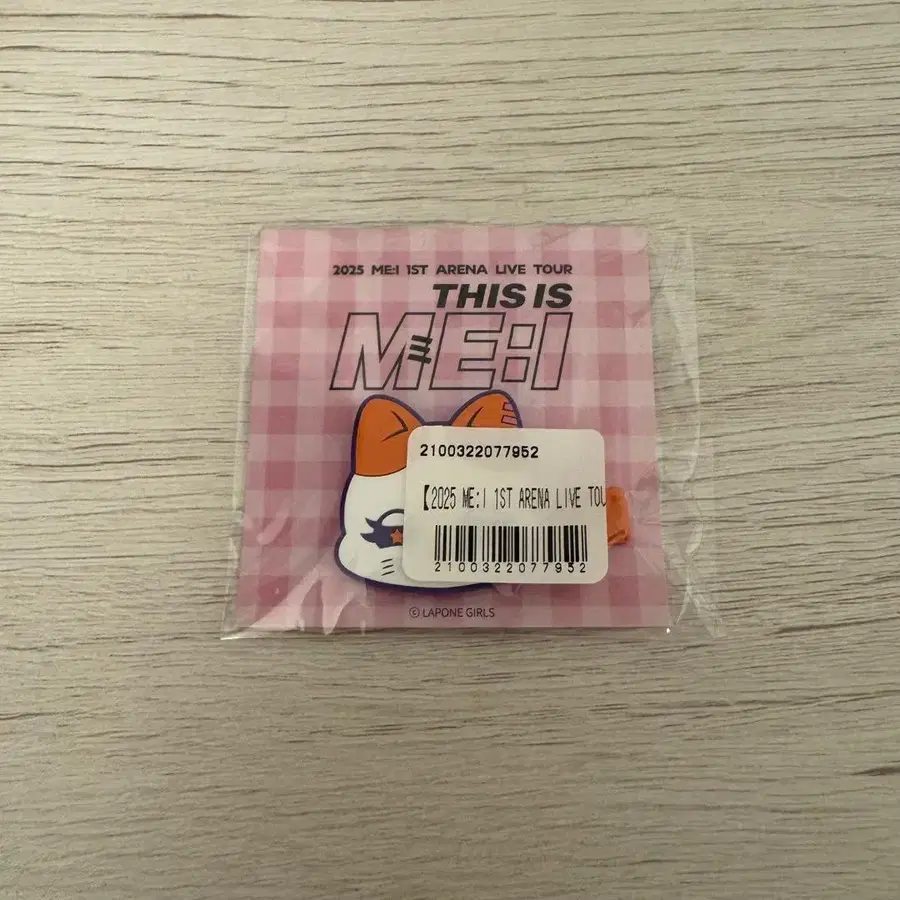 2025 ME:I 1ST ARENA LIVE TOUR
THIS IS
ME:I
2100322077952
【2025 ME:I 1ST ARENA LIVE TOU
2100322077952
© LAPONE GIRLS